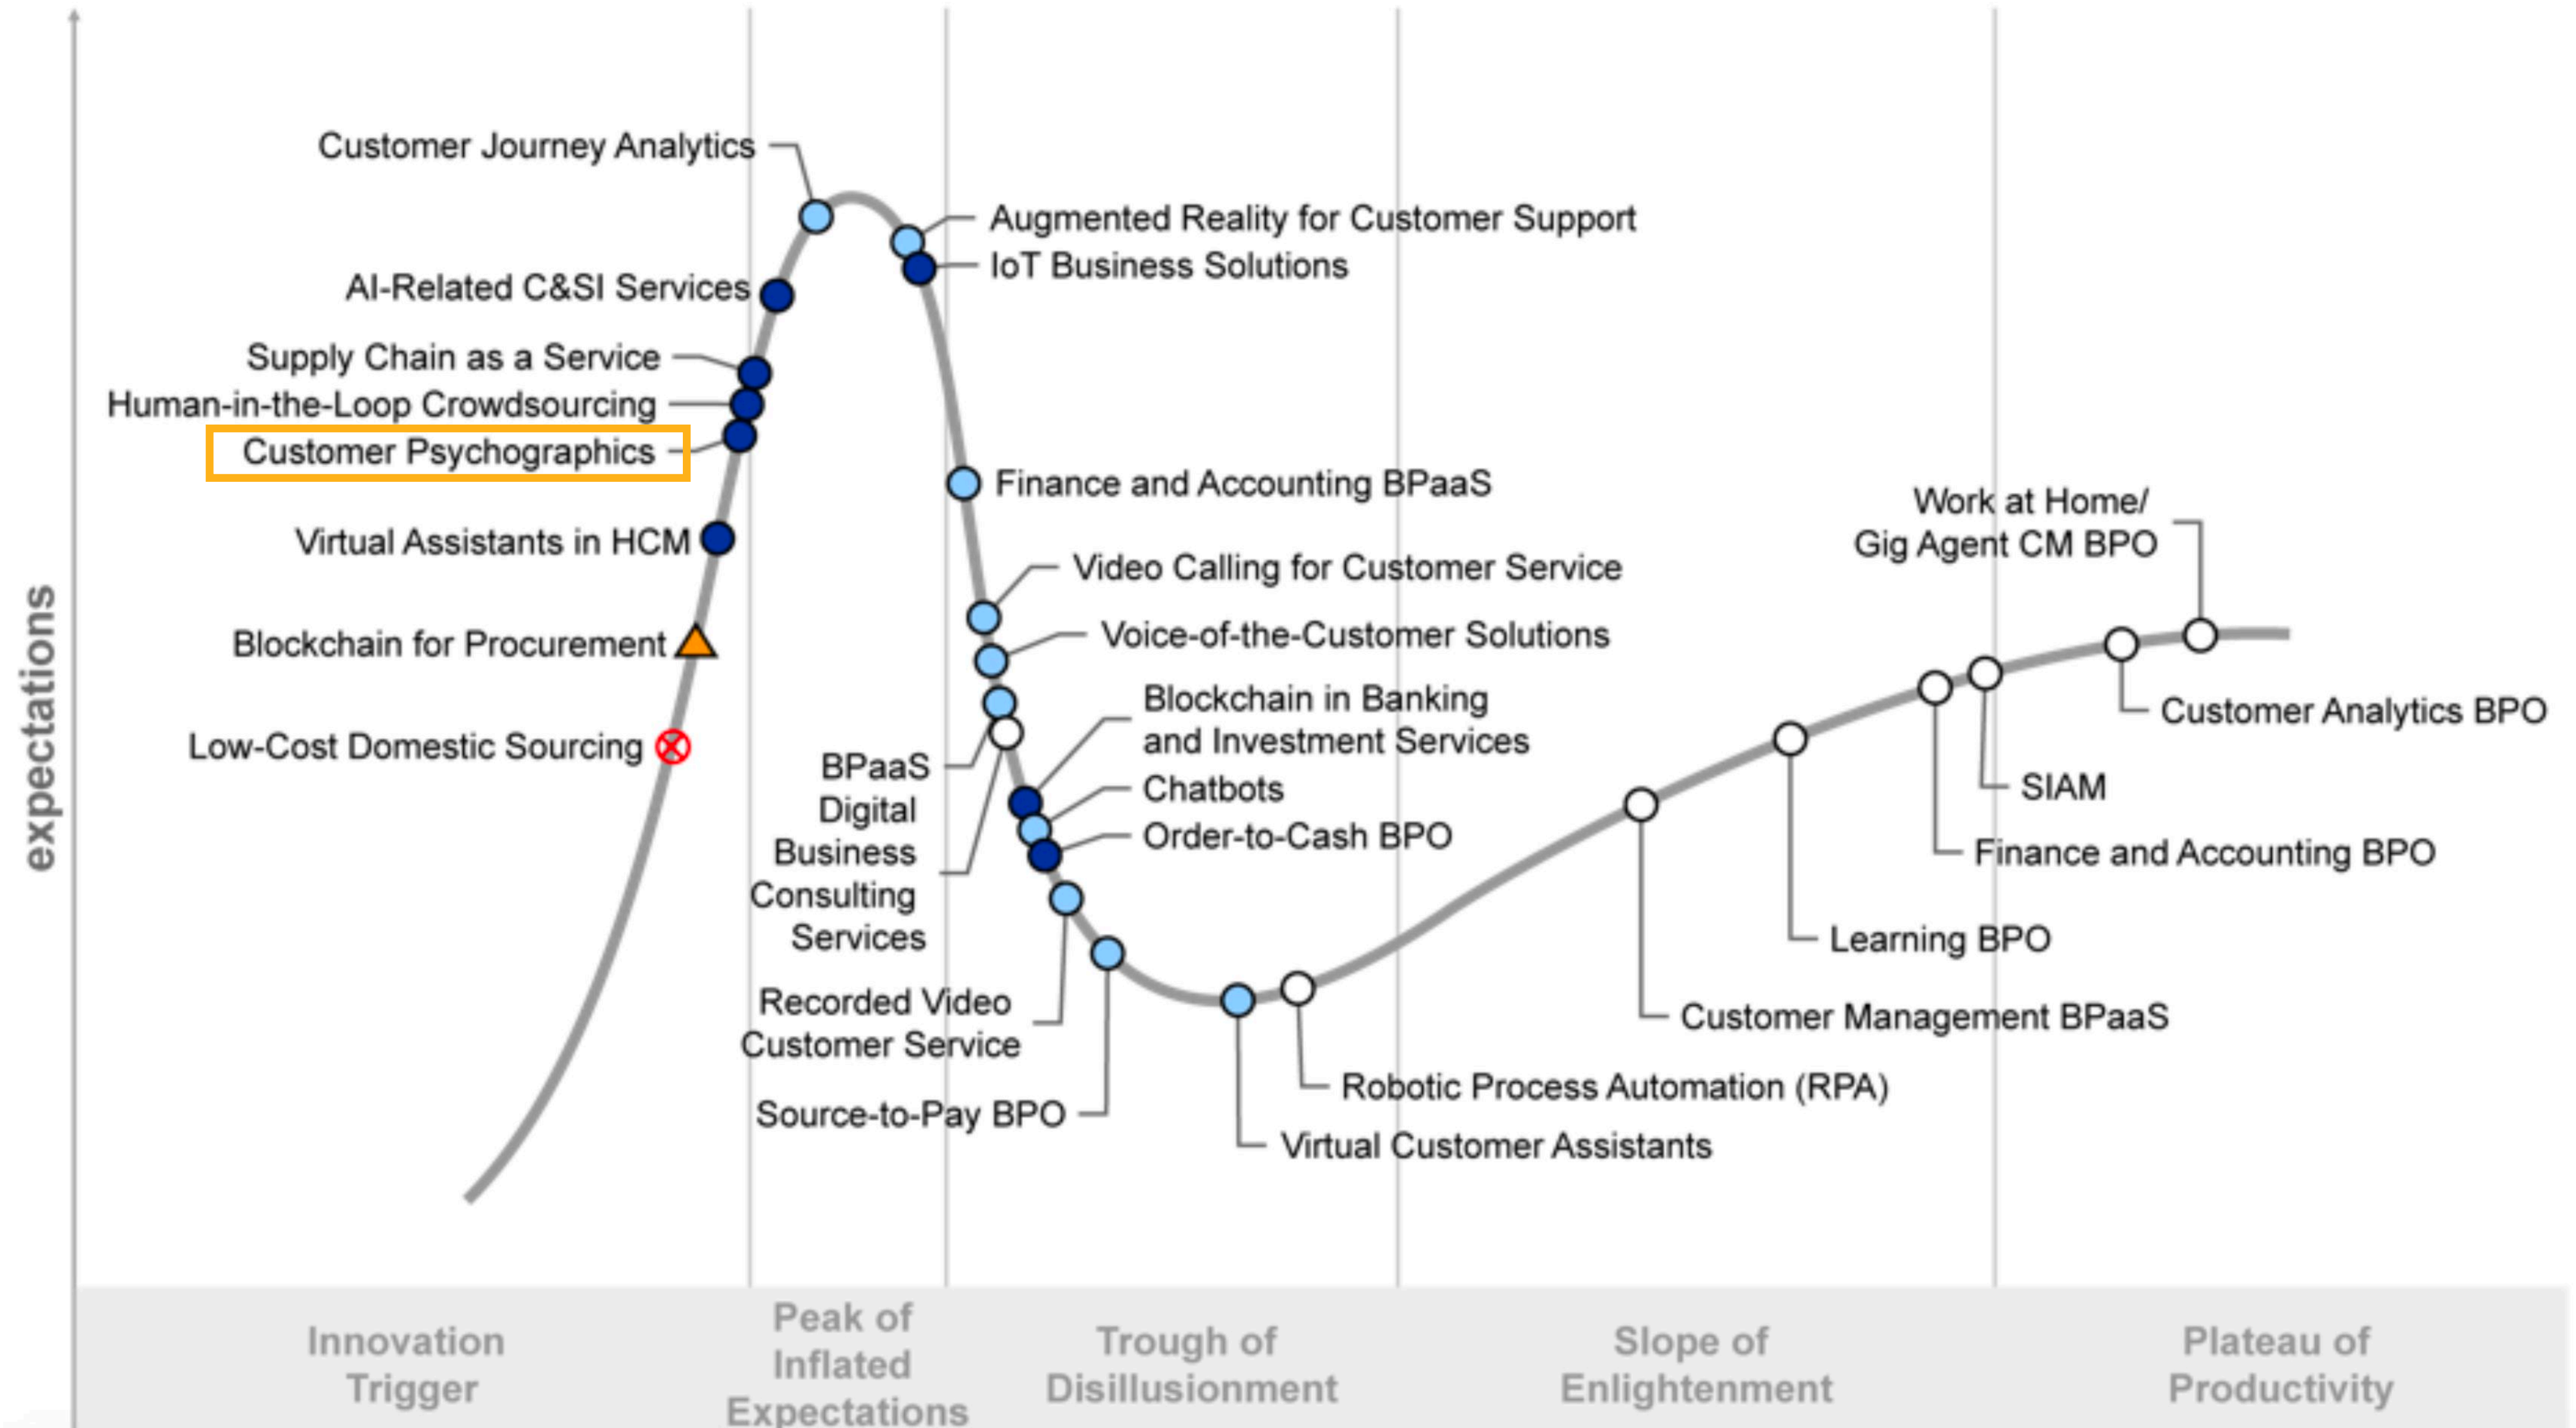 Customer Journey Analytics
Augmented Reality for Customer Support
IoT Business Solutions
AI-Related C&SI Services
Supply Chain as a Service
Human-in-the-Loop Crowdsourcing
Customer Psychographics
Virtual Assistants in HCM
Blockchain for Procurement
Low-Cost Domestic Sourcing
Finance and Accounting BPaaS
Video Calling for Customer Service
Voice-of-the-Customer Solutions
Blockchain in Banking
and Investment Services
Chatbots
Order-to-Cash BPO
BPaaS
Digital
Business
Consulting
Services
Recorded Video
Customer Service
Source-to-Pay BPO
Virtual Customer Assistants
Robotic Process Automation (RPA)
Customer Management BPaaS
Learning BPO
Finance and Accounting BPO
SIAM
Customer Analytics BPO
Work at Home/
Gig Agent CM BPO
expectations
Innovation
Trigger
Peak of
Inflated
Expectations
Trough of
Disillusionment
Slope of
Enlightenment
Plateau of
Productivity